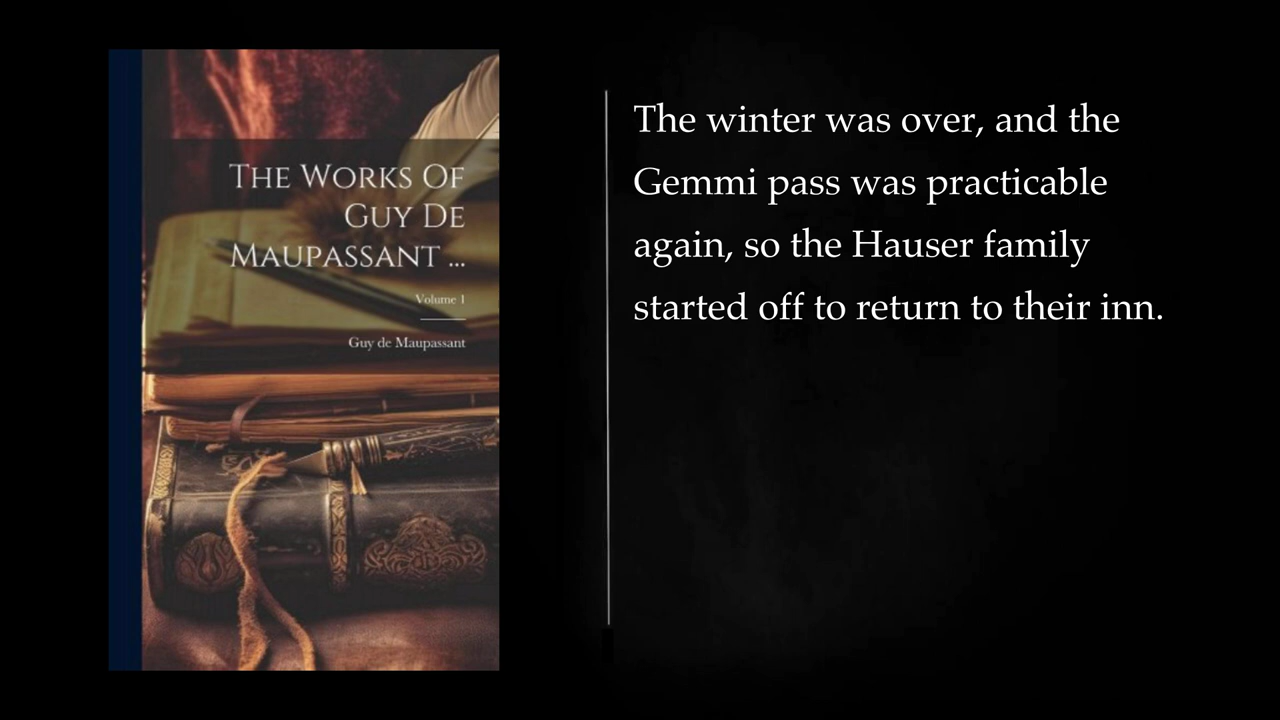 The Works Of
Guy De
Maupassant ...
Volume 1
Guy de Maupassant
The winter was over, and the
Gemmi pass was practicable
again, so the Hauser family
started off to return to their inn.